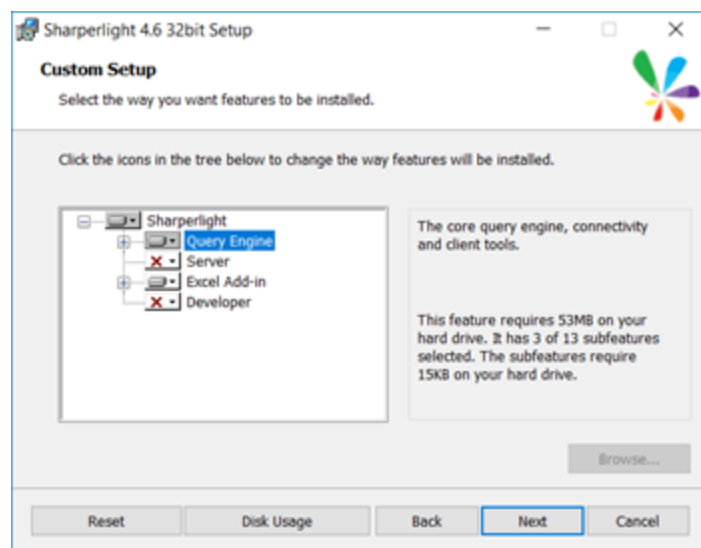 Sharperlight 4.6 32bit Setup
Custom Setup
Select the way you want features to be installed.
Click the icons in the tree below to change the way features will be installed.
Sharperlight
Query Engine
Server
Excel Add-in
Developer
The core query engine, connectivity
and client tools.
This feature requires 53MB on your
hard drive. It has 3 of 13 subfeatures
selected. The subfeatures require
15KB on your hard drive.
Browse...
Reset
Disk Usage
Back
Next
Cancel